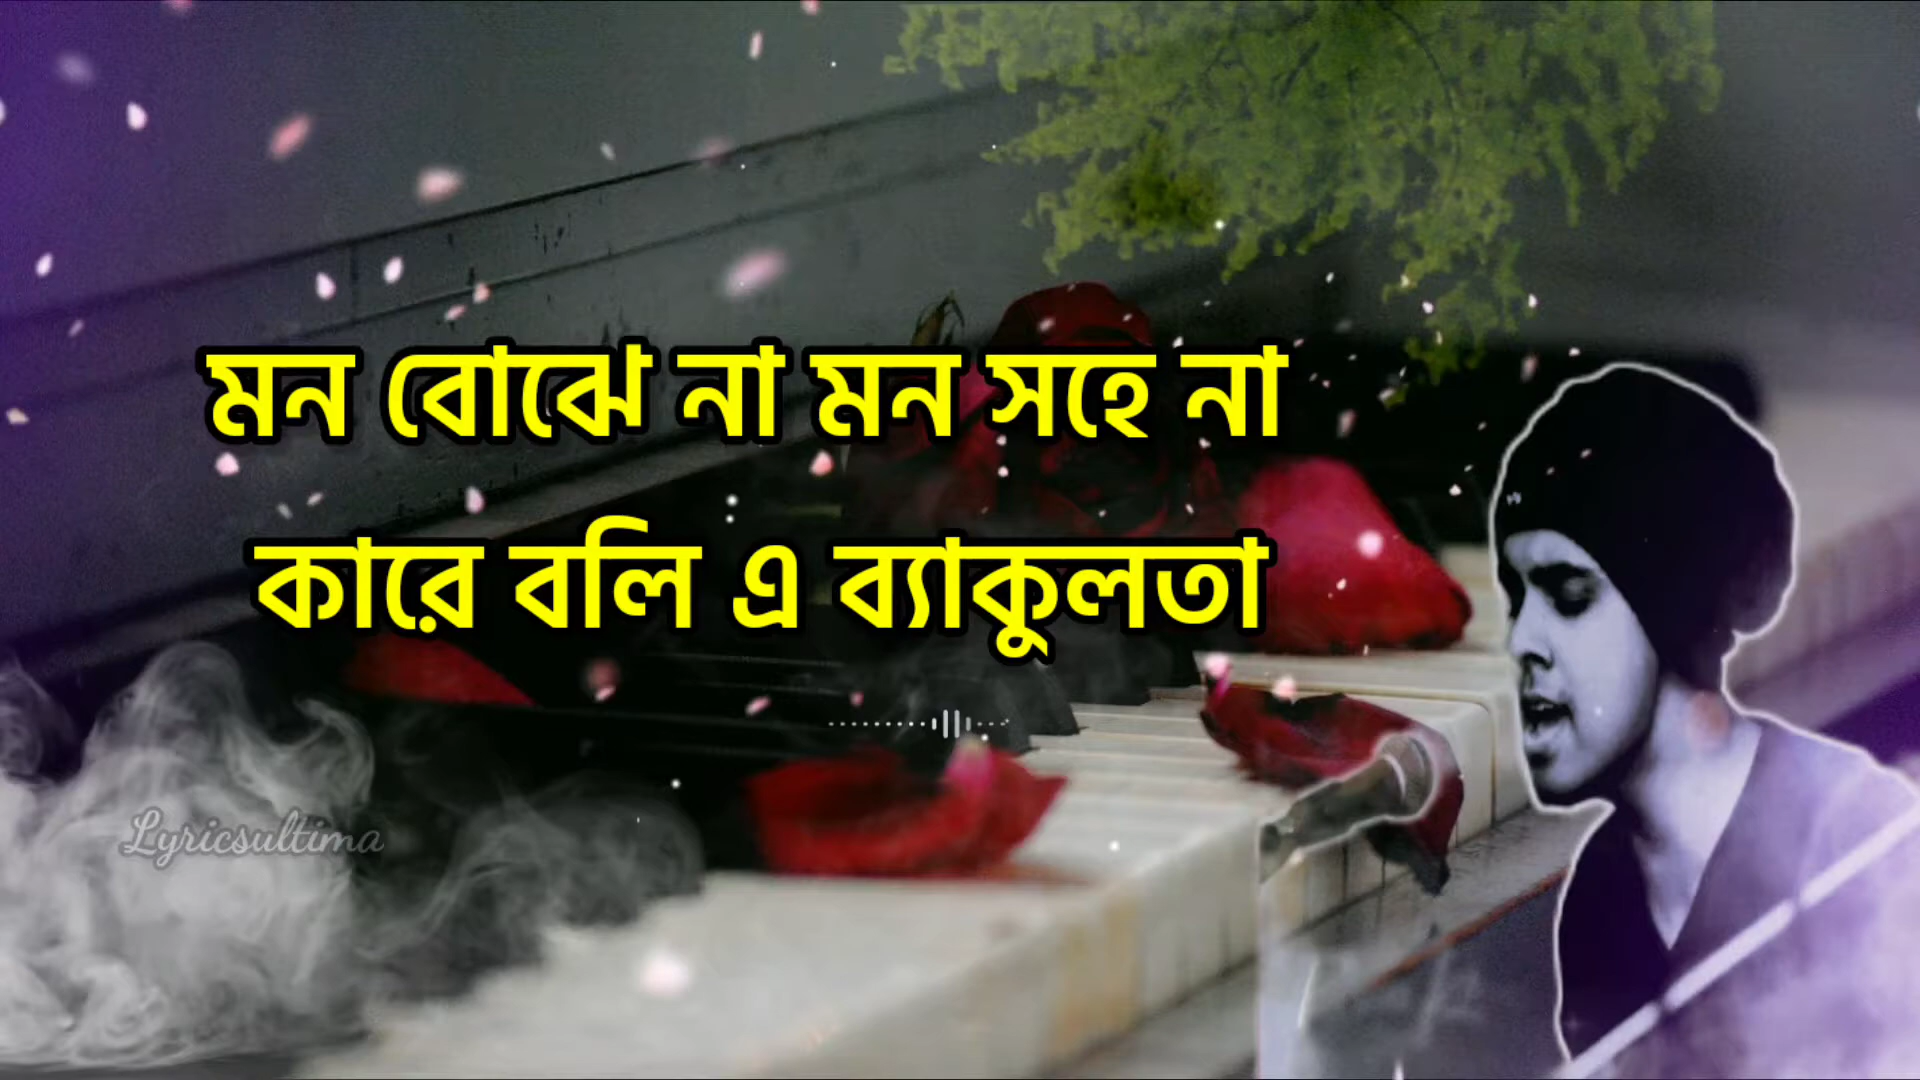 মন বোঝে না মন সহে না
কারে বলি এ ব্যাকুলতা
Lyricsultima